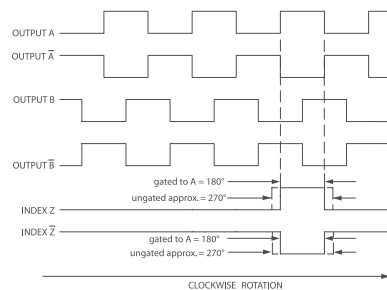 OUTPUT A
OUTPUT A̅
OUTPUT B
OUTPUT B̅
gated to A = 180°
ungated approx. = 270°
INDEX Z
INDEX Z̅
gated to A = 180°
ungated approx. = 270°
CLOCKWISE ROTATION